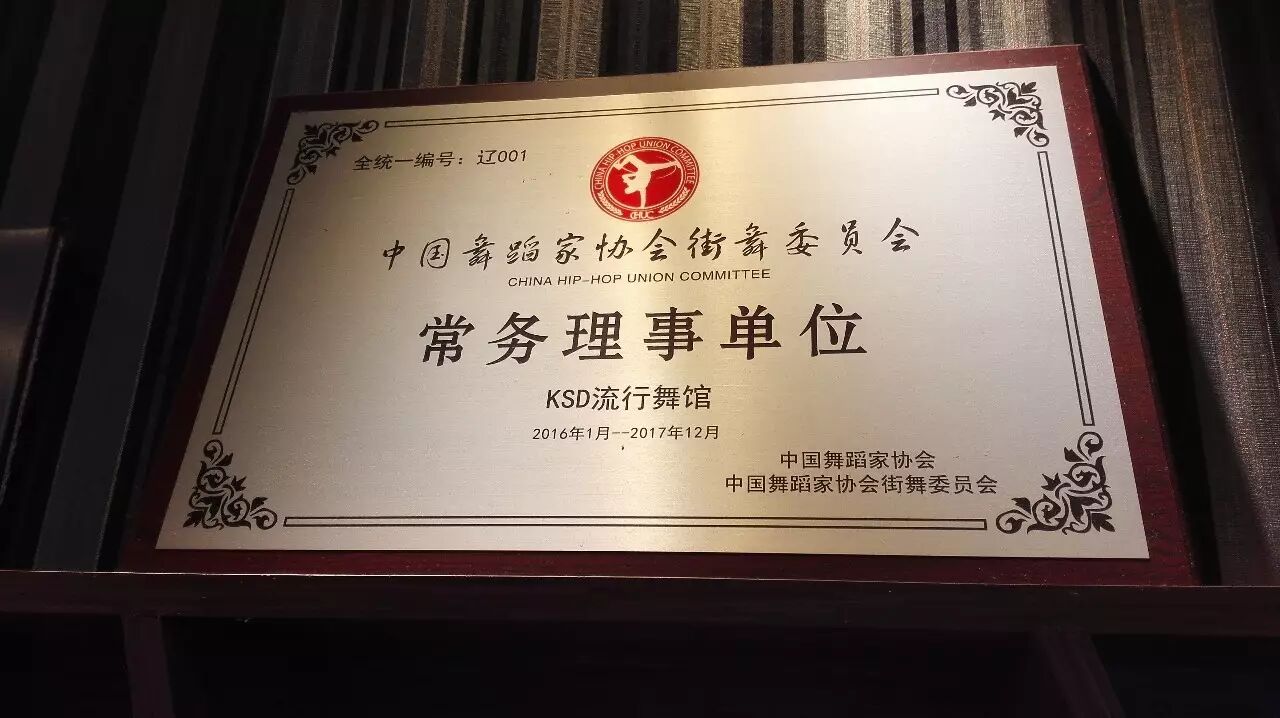 全统一编号：辽001
CHINA HIP-HOP UNION COMMITTEE
CHUC
中国舞蹈家协会街舞委员会
CHINA HIP-HOP UNION COMMITTEE
常务理事单位
KSD流行舞馆
2016年1月--2017年12月
中国舞蹈家协会
中国舞蹈家协会街舞委员会